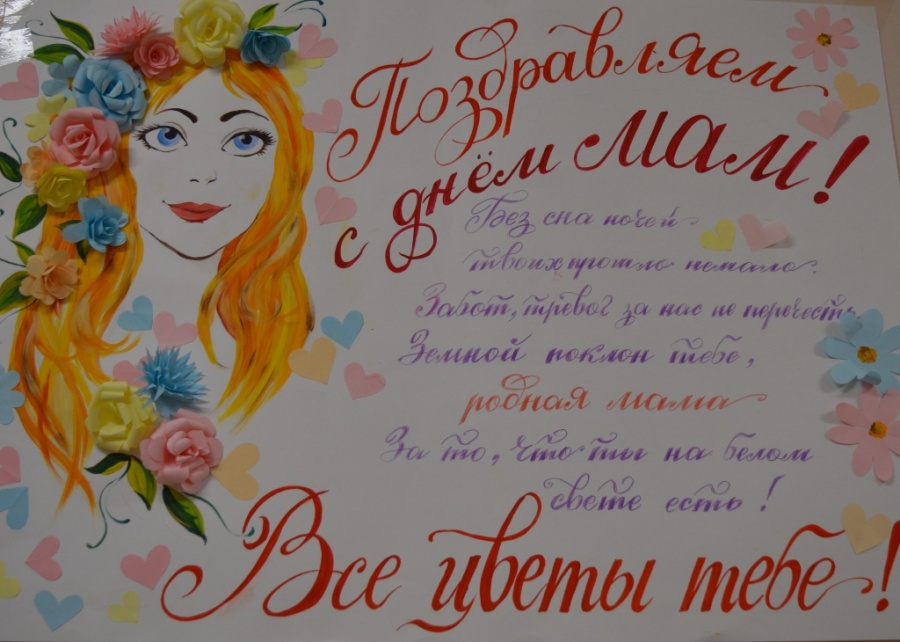 Поздравляем
с днём МАМ!
Без сна ночей
твоих прошло немало.
Забот, тревог за нас не перечесть
Земной поклон тебе,
родная мама
За то, что ты на белом
свете есть!
Все цветы тебе!